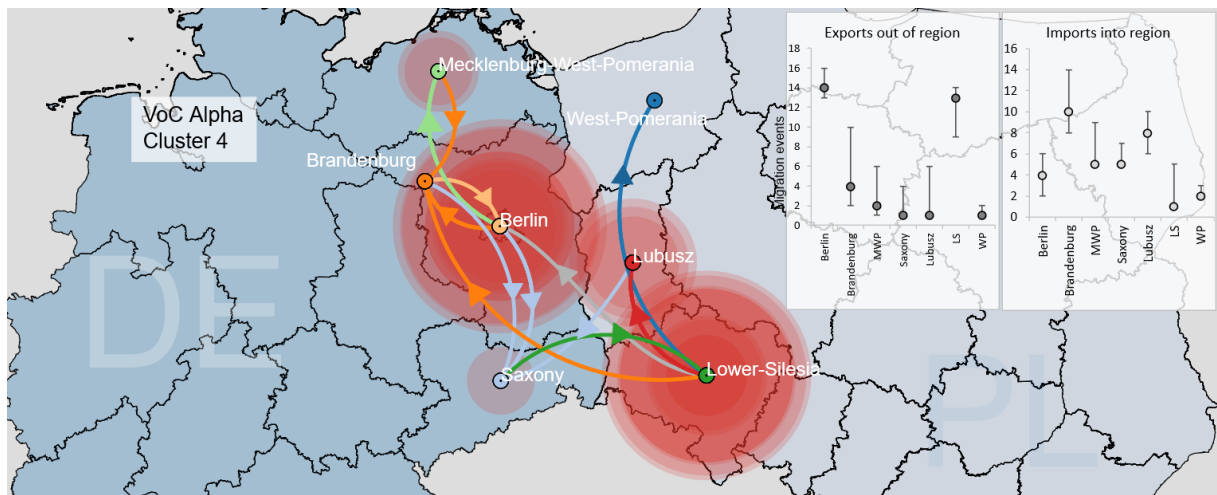 Mecklenburg-West-Pomerania
VoC Alpha
Cluster 4
West-Pomerania
Brandenburg
Berlin
Lubusz
Saxony
Lower-Silesia
DE
PL
Exports out of region
Migration events
18
16
14
12
10
8
6
4
2
0
Berlin
Brandenburg
MWP
Saxony
Lubusz
LS
WP
Imports into region
16
14
12
10
8
6
4
2
0
Berlin
Brandenburg
MWP
Saxony
Lubusz
LS
WP